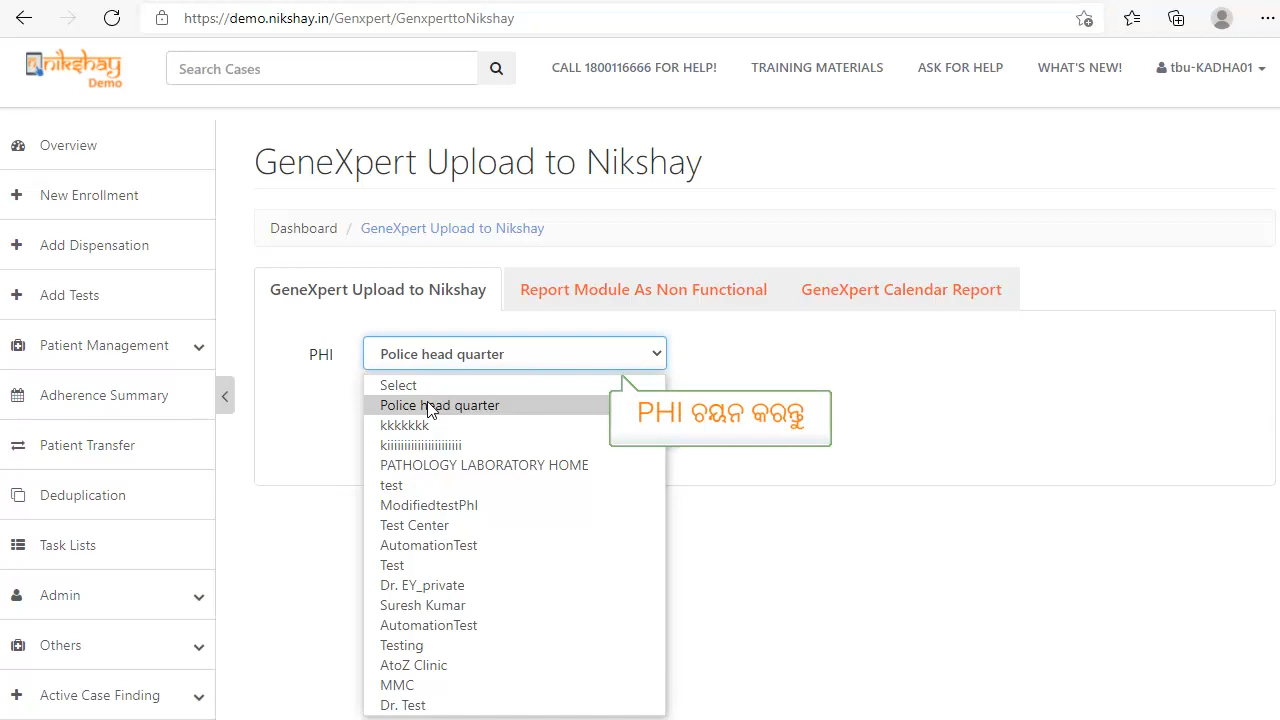 https://demo.nikshay.in/Genxpert/GenxperttoNikshay
nikshay
Demo
Search Cases
CALL 1800116666 FOR HELP!
TRAINING MATERIALS
ASK FOR HELP
WHAT'S NEW!
tbu-KADHA01
Overview
New Enrollment
Add Dispensation
Add Tests
Patient Management
Adherence Summary
Patient Transfer
Deduplication
Task Lists
Admin
Others
Active Case Finding
GeneXpert Upload to Nikshay
Dashboard / GeneXpert Upload to Nikshay
GeneXpert Upload to Nikshay
Report Module As Non Functional
GeneXpert Calendar Report
PHI
Police head quarter
Select
Police head quarter
kkkkkkk
PHI ଚୟନ କରନ୍ତୁ
PATHOLOGY LABORATORY HOME
test
ModifiedtestPhI
Test Center
AutomationTest
Test
Dr. EY_private
Suresh Kumar
AutomationTest
Testing
AtoZ Clinic
MMC
Dr. Test